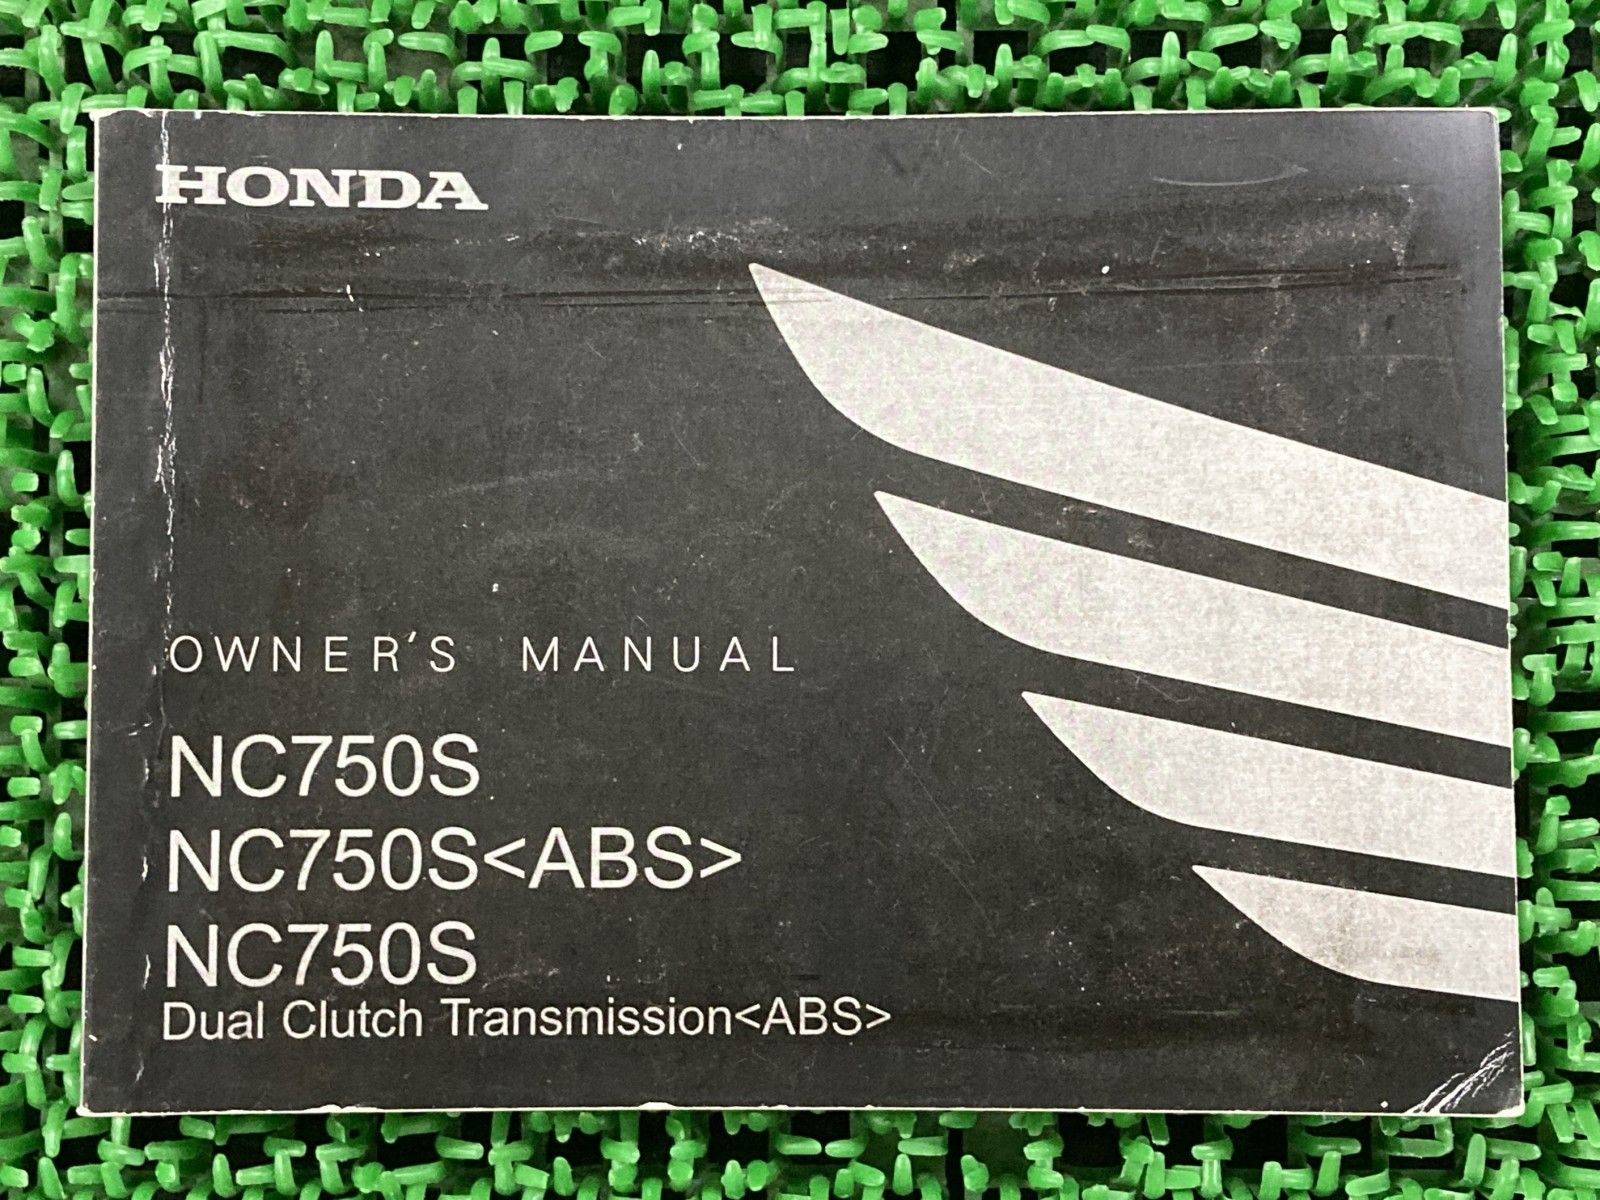 HONDA
OWNER'S MANUAL
NC750S
NC750S<ABS>
NC750S
Dual Clutch Transmission<ABS>